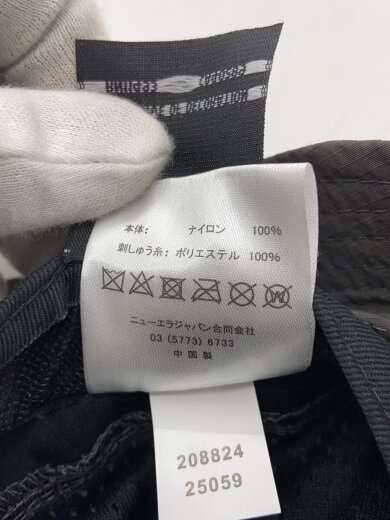 本体: ナイロン 100%
刺しゅう糸: ポリエステル 100%
ニューエラジャパン合同会社
03 (5773) 6733
中国製
208824
25059